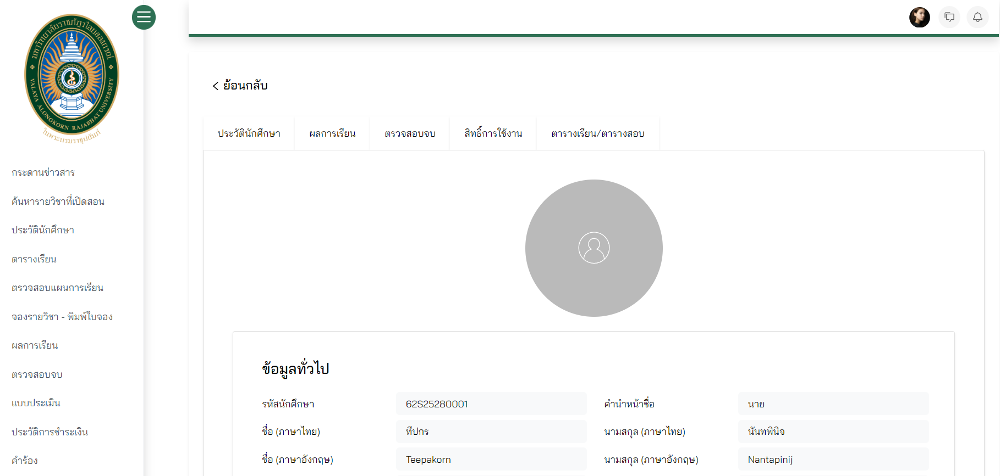 มหาวิทยาลัยราชภัฏวไลยอลงกรณ์
VALAYA ALONGKORN RAJABHAT UNIVERSITY
ในพระบรมราชูปถัมภ์
กระดานข่าวสาร
ค้นหารายวิชาที่เปิดสอน
ประวัตินักศึกษา
ตารางเรียน
ตรวจสอบแผนการเรียน
จองรายวิชา - พิมพ์ใบจอง
ผลการเรียน
ตรวจสอบจบ
แบบประเมิน
ประวัติการชำระเงิน
คำร้อง
ย้อนกลับ
ประวัตินักศึกษา ผลการเรียน ตรวจสอบจบ สิทธิ์การใช้งาน ตารางเรียน/ตารางสอบ
ข้อมูลทั่วไป
รหัสนักศึกษา 62S25280001 คำนำหน้าชื่อ นาย
ชื่อ (ภาษาไทย) ทีปกร นามสกุล (ภาษาไทย) นันทพินิจ
ชื่อ (ภาษาอังกฤษ) Teepakorn นามสกุล (ภาษาอังกฤษ) Nantapinij